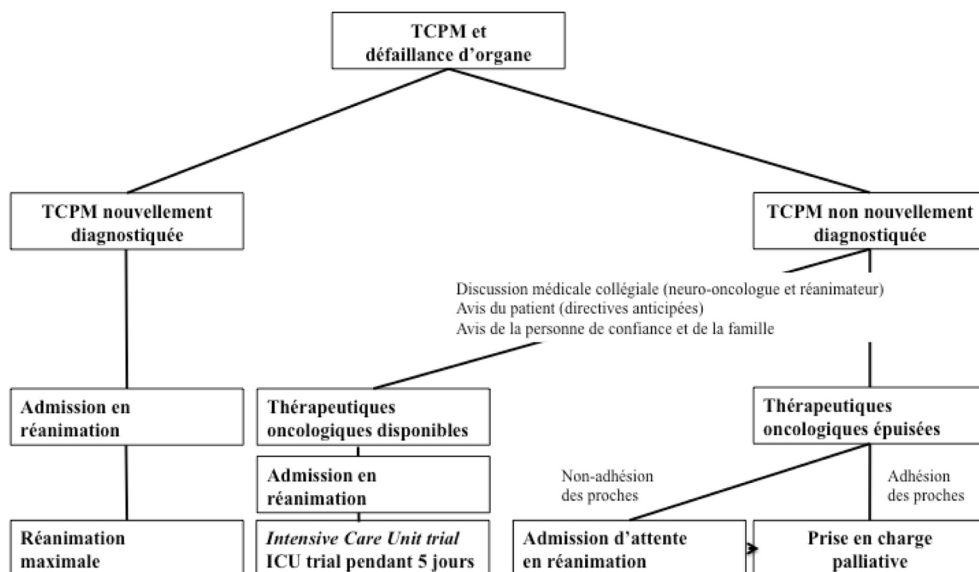 TCPM et
défaillance d'organe
TCPM nouvellement
diagnostiquée
TCPM non nouvellement
diagnostiquée
Discussion médicale collégiale (neuro-oncologue et réanimateur)
Avis du patient (directives anticipées)
Avis de la personne de confiance et de la famille
Admission en
réanimation
Thérapeutiques
oncologiques disponibles
Thérapeutiques
oncologiques épuisées
Admission en
réanimation
Non-adhésion
des proches
Adhésion
des proches
Réanimation
maximale
Intensive Care Unit trial
ICU trial pendant 5 jours
Admission d'attente
en réanimation
Prise en charge
palliative